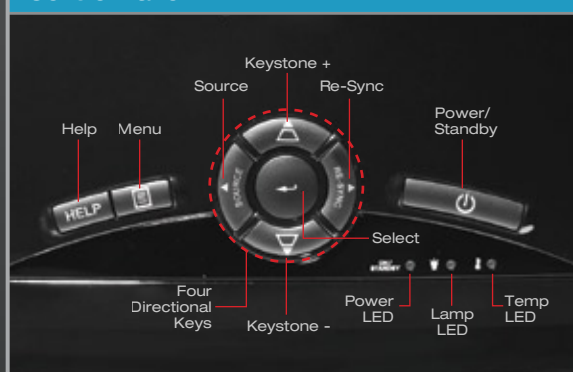 Keystone +
Source
Re-Sync
Power/
Standby
Help
Menu
HELP
SOURCE
RE-SYNC
Select
STANDBY
Four
Directional
Keys
Keystone -
Power
LED
Lamp
LED
Temp
LED